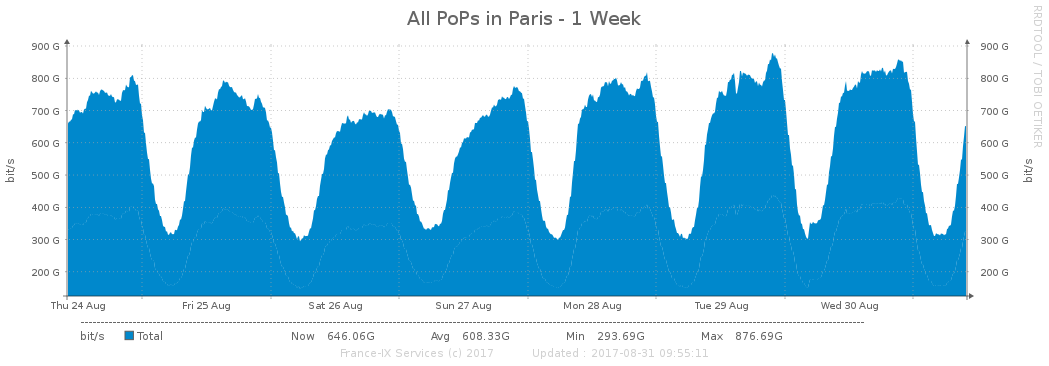 All PoPs in Paris - 1 Week
RRDTOOL / TOBI OETIKER
bit/s
900 G
800 G
700 G
600 G
500 G
400 G
300 G
200 G
900 G
800 G
700 G
600 G
500 G
400 G
300 G
200 G
bit/s
Thu 24 Aug Fri 25 Aug Sat 26 Aug Sun 27 Aug Mon 28 Aug Tue 29 Aug Wed 30 Aug
bit/s Total Now 646.06G Avg 608.33G Min 293.69G Max 876.69G
France-IX Services (c) 2017 Updated : 2017-08-31 09:55:11